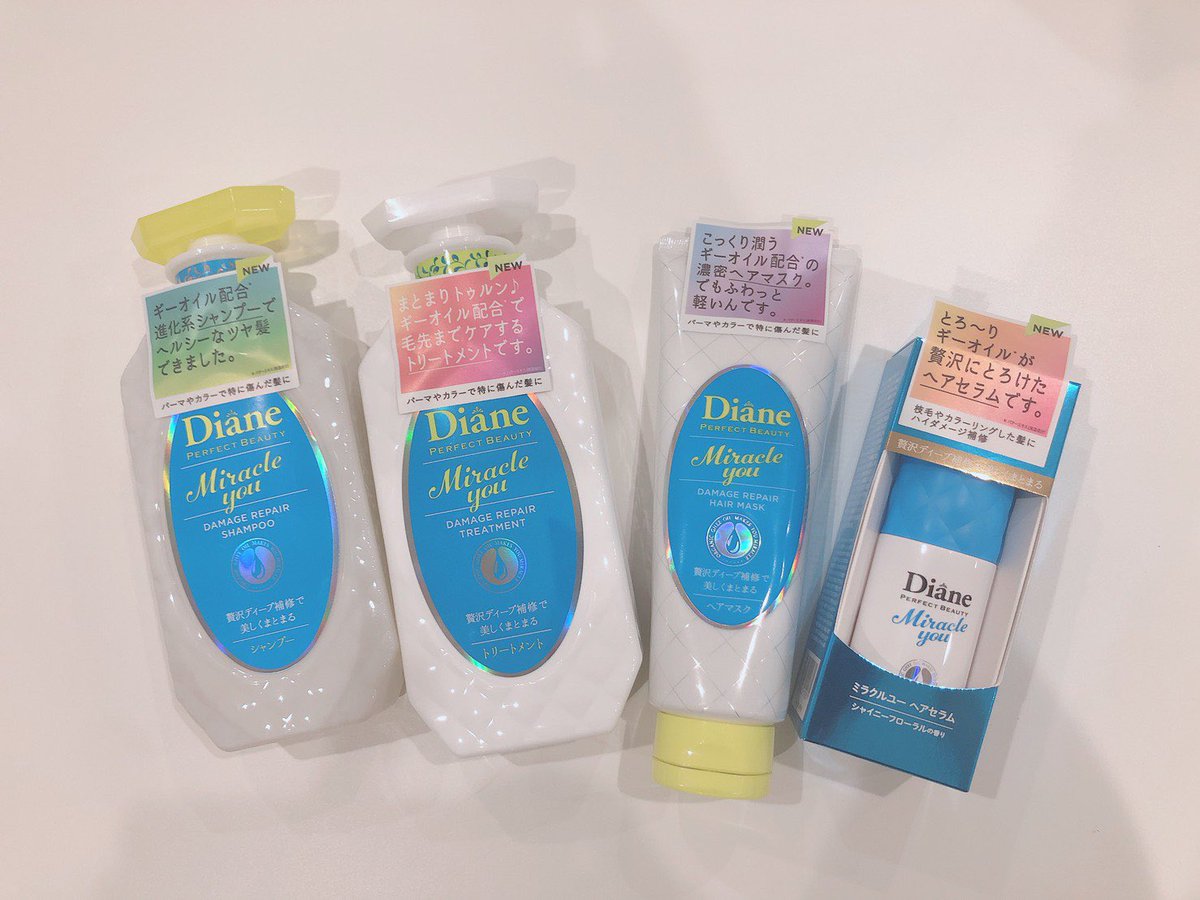 NEW
ギーオイル配合*
進化系シャンプーで
ヘルシーなツヤ髪
できました。
パーマやカラーで特に傷んだ髪に
Diane
PERFECT BEAUTY
Miracle
you
DAMAGE REPAIR
SHAMPOO
贅沢ディープ補修で
美しくまとまる
シャンプー
NEW
まとまりトゥルン♪
ギーオイル配合*で
毛先までケアする
トリートメントです。
パーマやカラーで特に傷んだ髪に
Diane
PERFECT BEAUTY
Miracle
you
DAMAGE REPAIR
TREATMENT
贅沢ディープ補修で
美しくまとまる
トリートメント
NEW
こっくり潤う
ギーオイル配合*の
濃密ヘアマスク。
でもふわっと
軽いんです。
パーマやカラーで特に傷んだ髪に
Diane
PERFECT BEAUTY
Miracle
you
DAMAGE REPAIR
HAIR MASK
贅沢ディープ補修で
美しくまとまる
ヘアマスク
NEW
とろ〜り
ギーオイル*が
贅沢にとろけた
ヘアセラムです。
枝毛やカラーリングした髪に
ハイダメージ補修
贅沢ディープ補修
まとまる
Diane
PERFECT BEAUTY
Miracle
you
ミラクルユー ヘアセラム
シャイニーフローラルの香り